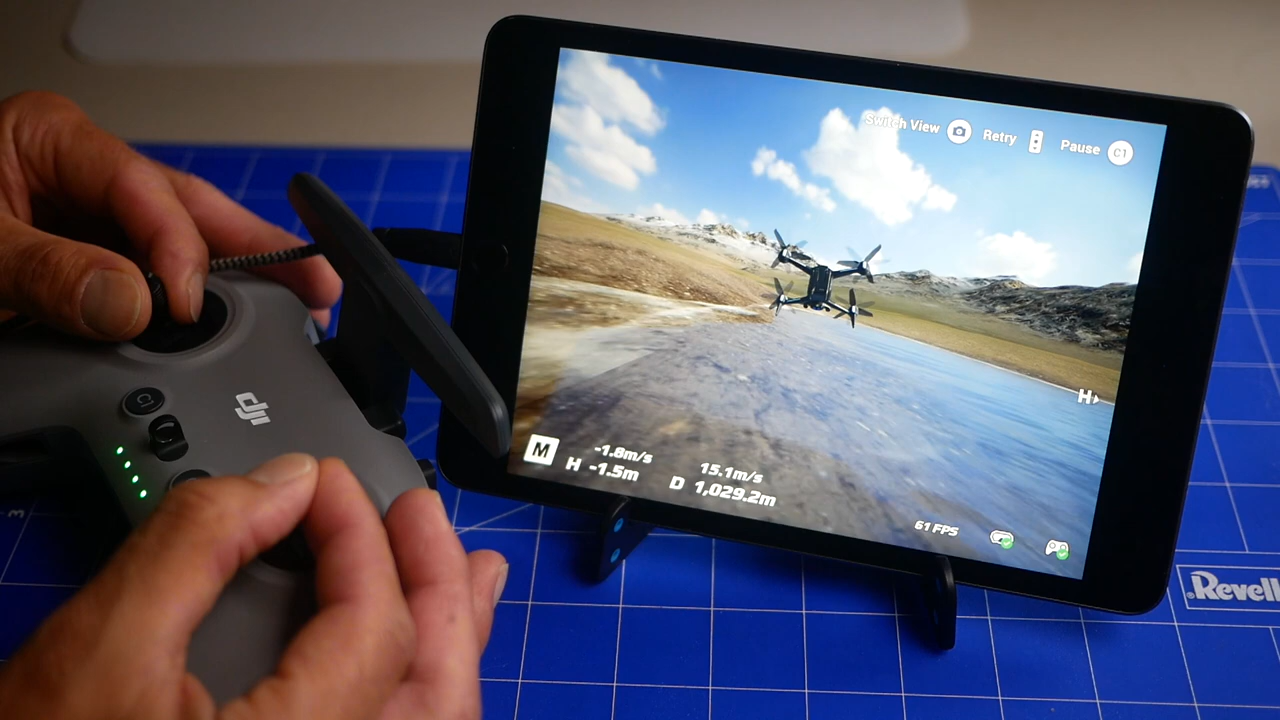 Switch View
Retry
Pause C1
H
M
-1.8m/s
15.1m/s
H -1.5m
D 1,029.2m
61 FPS
C1
dji
3
Revell